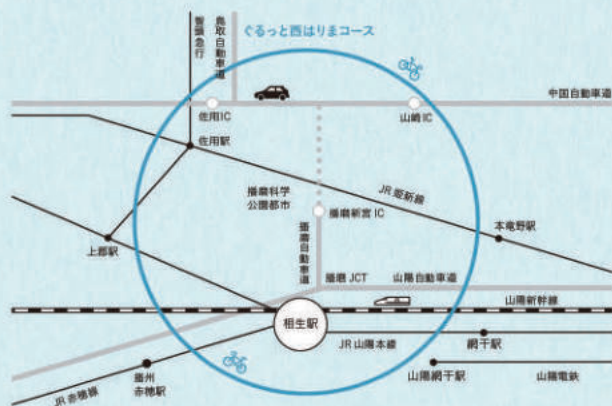 智頭急行
鳥取自動車道
ぐるっと西はりまコース
中国自動車道
佐用IC
山崎IC
佐用駅
JR姫新線
播磨科学
公園都市
播磨新宮IC
本竜野駅
播磨自動車道
上郡駅
播磨JCT
山陽自動車道
山陽新幹線
相生駅
JR山陽本線
網干駅
播州
赤穂駅
山陽網干駅
山陽電鉄
JR赤穂線